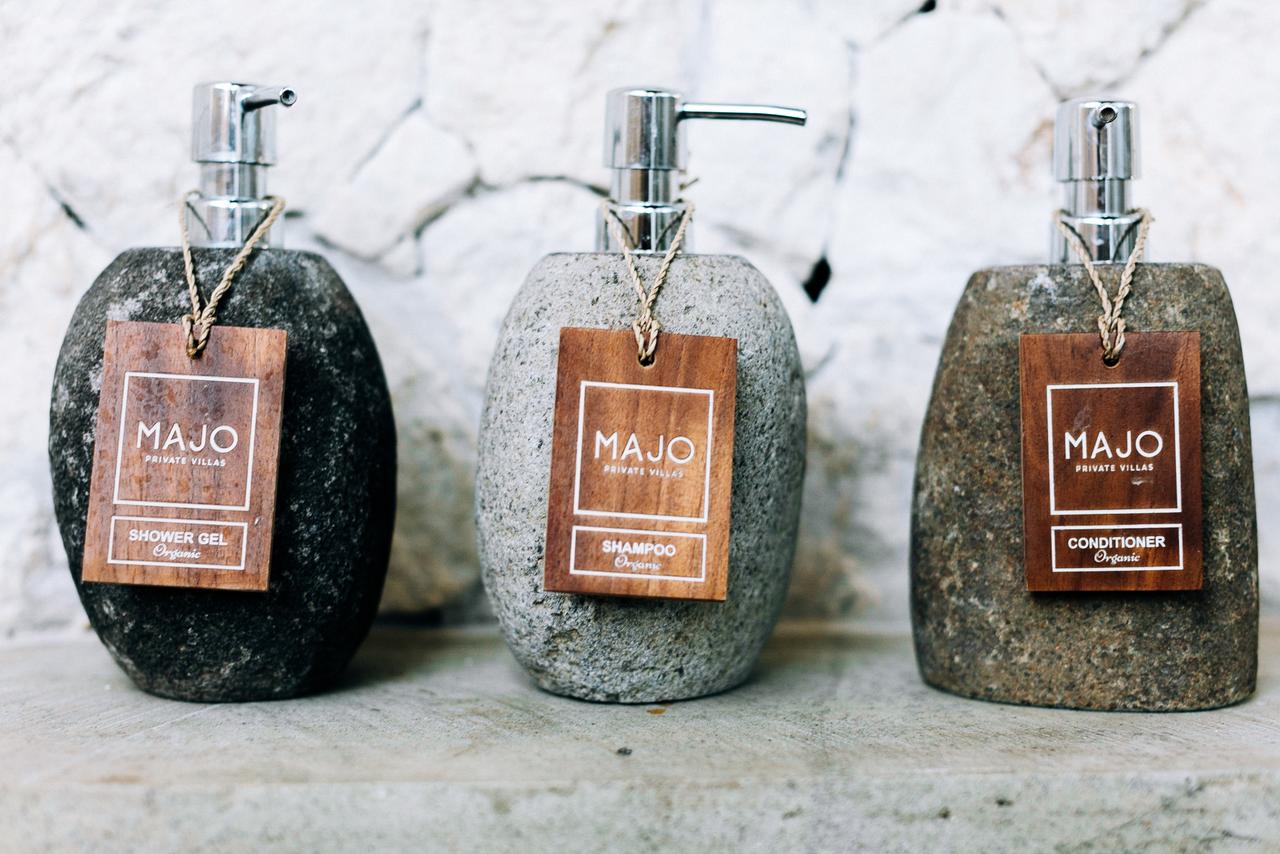 MAJO
PRIVATE VILLAS
SHOWER GEL
Organic
MAJO
PRIVATE VILLAS
SHAMPOO
Organic
MAJO
PRIVATE VILLAS
CONDITIONER
Organic